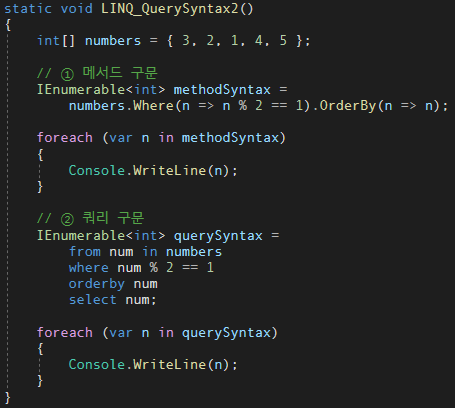 static void LINQ_QuerySyntax2()
{
    int[] numbers = { 3, 2, 1, 4, 5 };

    // ① 메서드 구문
    IEnumerable<int> methodSyntax =
        numbers.Where(n => n % 2 == 1).OrderBy(n => n);

    foreach (var n in methodSyntax)
    {
        Console.WriteLine(n);
    }

    // ② 쿼리 구문
    IEnumerable<int> querySyntax =
        from num in numbers
        where num % 2 == 1
        orderby num
        select num;

    foreach (var n in querySyntax)
    {
        Console.WriteLine(n);
    }
}